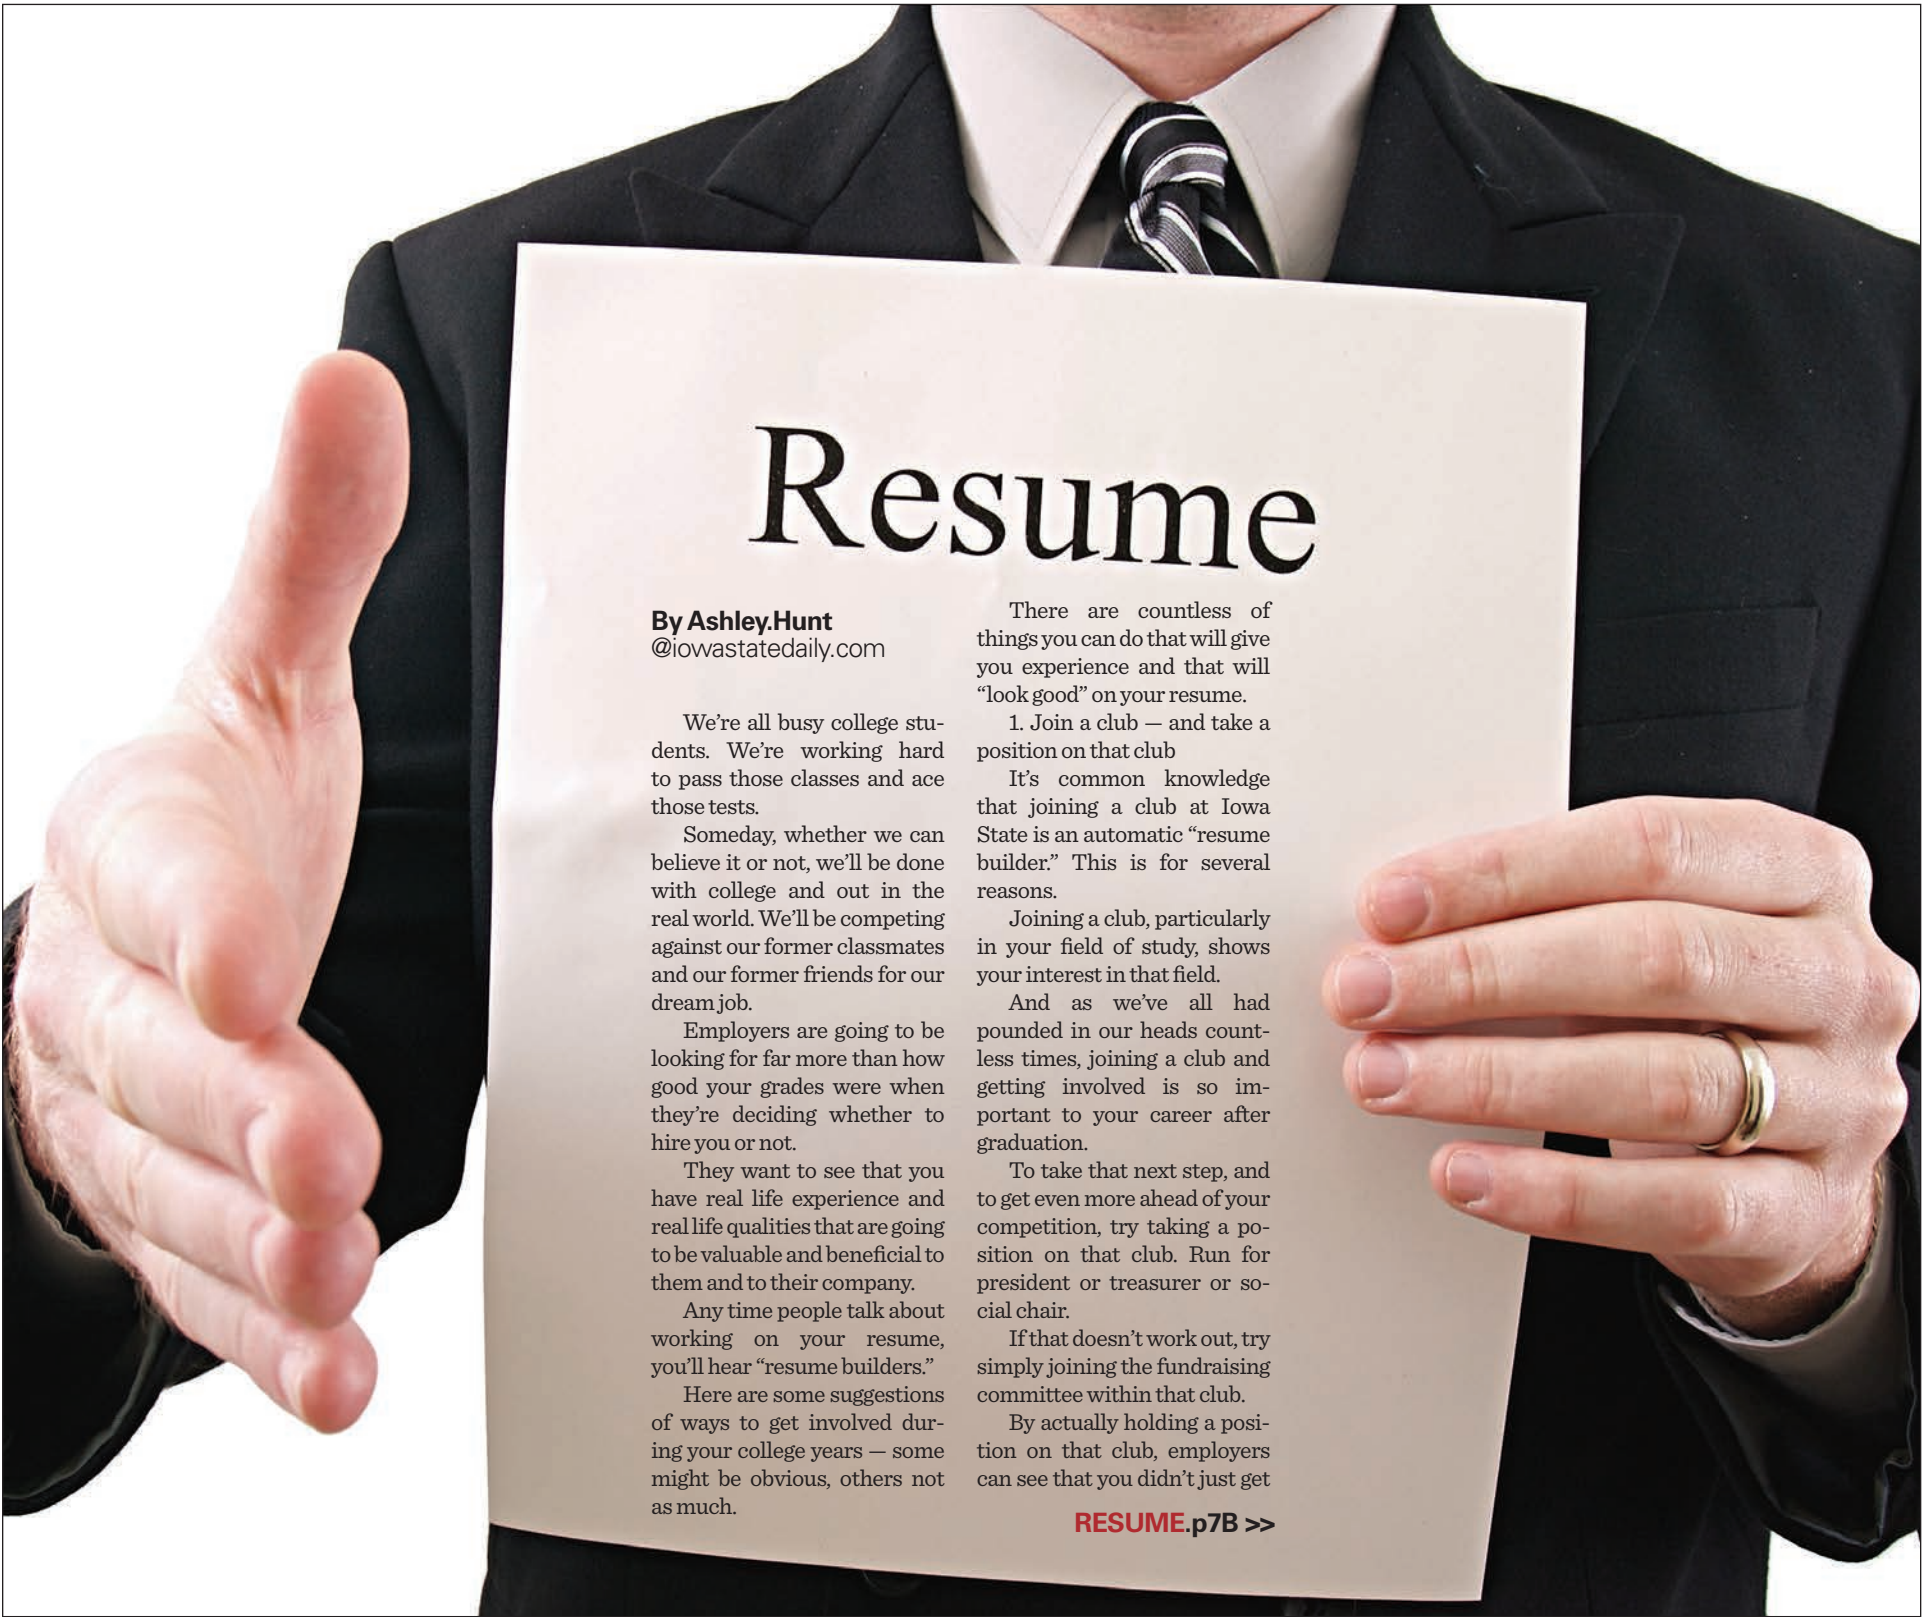 Resume
By Ashley.Hunt
@iowastatedaily.com
We’re all busy college stu-
dents. We’re working hard
to pass those classes and ace
those tests.
Someday, whether we can
believe it or not, we’ll be done
with college and out in the
real world. We’ll be competing
against our former classmates
and our former friends for our
dream job.
Employers are going to be
looking for far more than how
good your grades were when
they’re deciding whether to
hire you or not.
They want to see that you
have real life experience and
real life qualities that are going
to be valuable and beneficial to
them and to their company.
Any time people talk about
working on your resume,
you’ll hear “resume builders.”
Here are some suggestions
of ways to get involved dur-
ing your college years — some
might be obvious, others not
as much.
There are countless of
things you can do that will give
you experience and that will
“look good” on your resume.
1. Join a club — and take a
position on that club
It’s common knowledge
that joining a club at Iowa
State is an automatic “resume
builder.” This is for several
reasons.
Joining a club, particularly
in your field of study, shows
your interest in that field.
And as we’ve all had
pounded in our heads count-
less times, joining a club and
getting involved is so im-
portant to your career after
graduation.
To take that next step, and
to get even more ahead of your
competition, try taking a po-
sition on that club. Run for
president or treasurer or so-
cial chair.
If that doesn’t work out, try
simply joining the fundraising
committee within that club.
By actually holding a posi-
tion on that club, employers
can see that you didn’t just get
RESUME.p7B >>